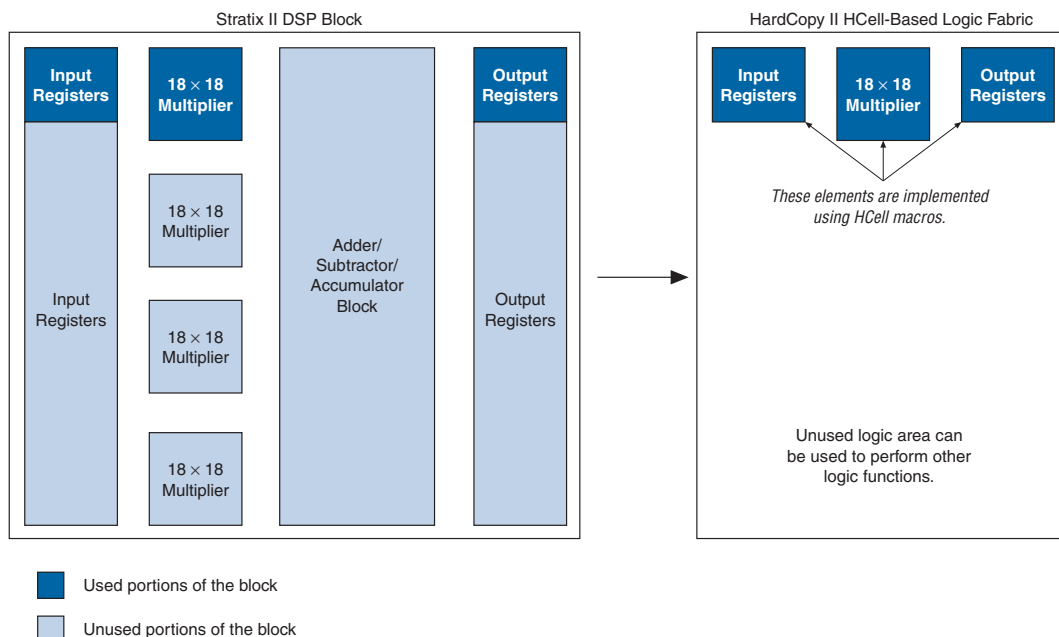 Stratix II DSP Block
Input
Registers
18 × 18
Multiplier
Output
Registers
18 × 18
Multiplier
Input
Registers
18 × 18
Multiplier
18 × 18
Multiplier
Adder/
Subtractor/
Accumulator
Block
Output
Registers
HardCopy II HCell-Based Logic Fabric
Input
Registers
18 × 18
Multiplier
Output
Registers
These elements are implemented
using HCell macros.
Unused logic area can
be used to perform other
logic functions.
Used portions of the block
Unused portions of the block